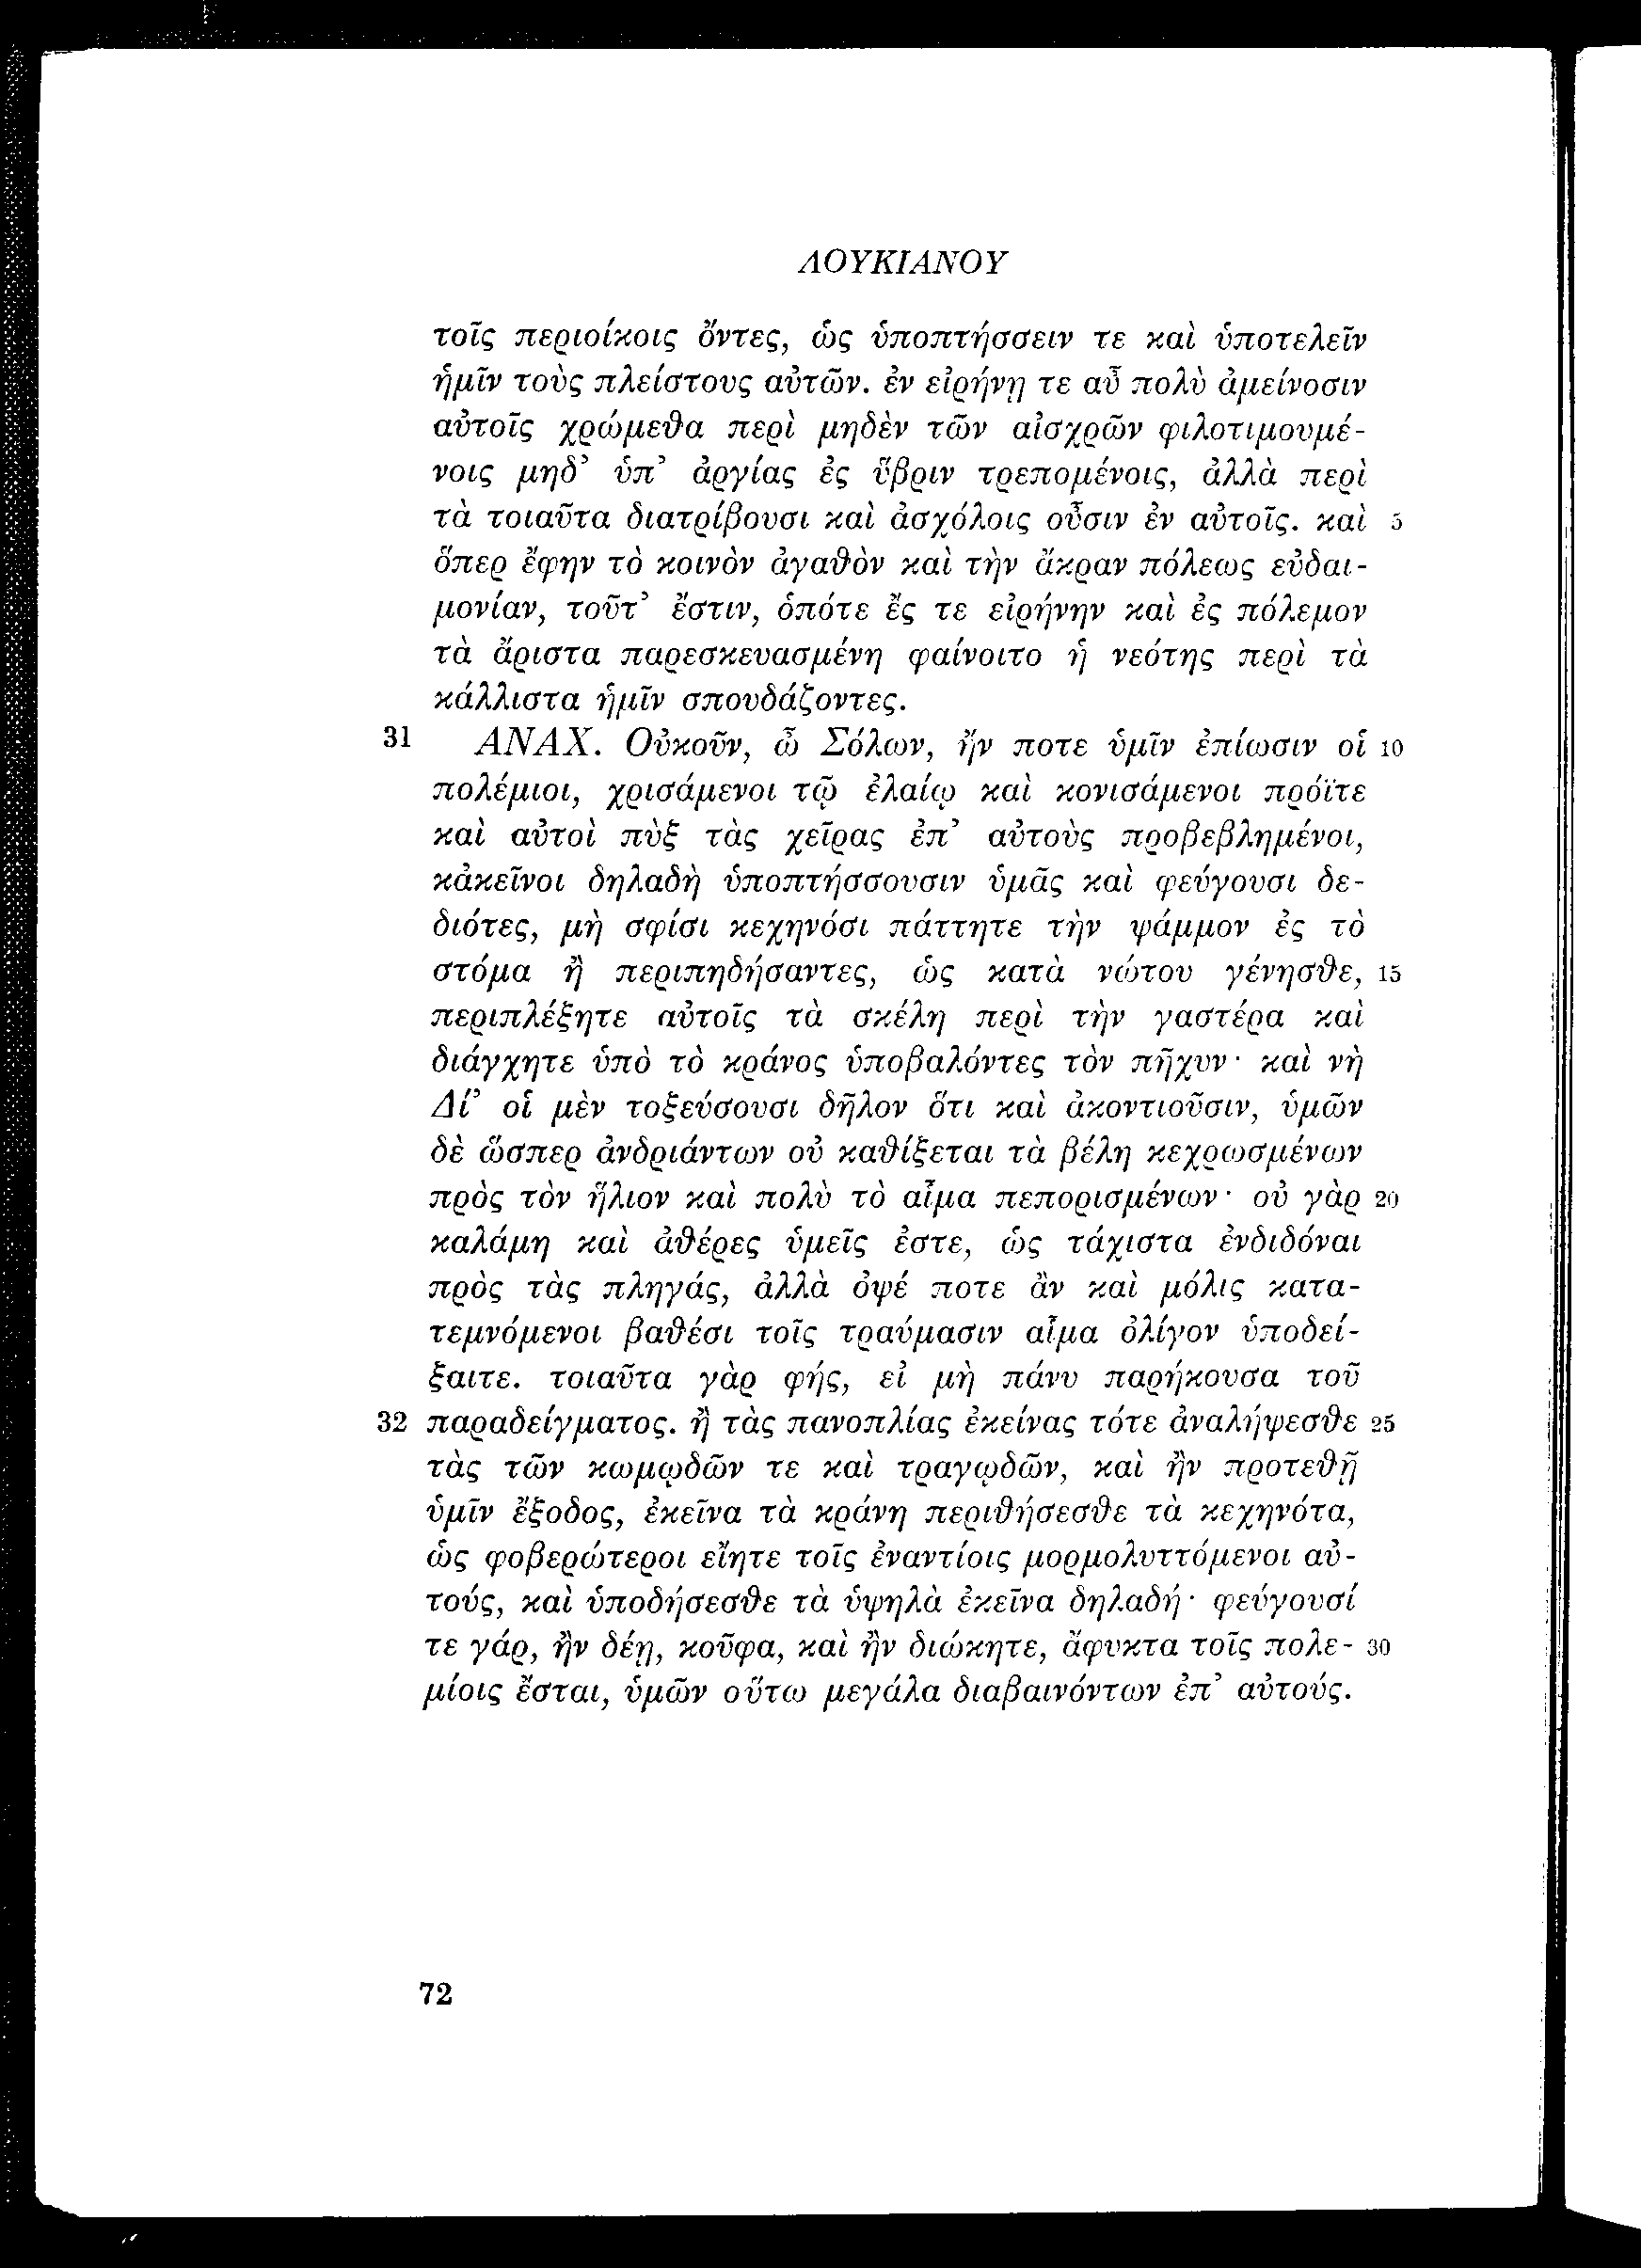 ΛΟΥΚΙΑΝΟΥ
τοῖς περιοίκοις ὄντες, ὡς ὑποπτήσσειν τε καὶ ὑποτελεῖν
ἡμῖν τοὺς πλείστους αὐτῶν. ἐν εἰρήνῃ τε αὖ πολὺ ἀμείνοσιν
αὐτοῖς χρώμεθα περὶ μηδὲν τῶν αἰσχρῶν φιλοτιμουμέ-
νοις μηδ’ ὑπ’ ἀργίας ἐς ὕβριν τρεπομένοις, ἀλλὰ περὶ
τὰ τοιαῦτα διατρίβουσι καὶ ἀσχόλοις οὖσιν ἐν αὐτοῖς. καὶ 5
ὅπερ ἔφην τὸ κοινὸν ἀγαθὸν καὶ τὴν ἄκραν πόλεως εὐδαι-
μονίαν, τοῦτ’ ἔστιν, ὁπότε ἔς τε εἰρήνην καὶ ἐς πόλεμον
τὰ ἄριστα παρεσκευασμένη φαίνοιτο ἡ νεότης περὶ τὰ
κάλλιστα ἡμῖν σπουδάζοντες.
31 ΑΝΑΧ. Οὐκοῦν, ὦ Σόλων, ἤν ποτε ὑμῖν ἐπίωσιν οἱ 10
πολέμιοι, χρισάμενοι τῷ ἐλαίῳ καὶ κονισάμενοι πρόϊτε
καὶ αὐτοὶ πὺξ τὰς χεῖρας ἐπ’ αὐτοὺς προβεβλημένοι,
κἀκεῖνοι δηλαδὴ ὑποπτήσσουσιν ὑμᾶς καὶ φεύγουσι δε-
διότες, μὴ σφίσι κεχηνόσι πάττητε τὴν ψάμμον ἐς τὸ
στόμα ἢ περιπηδήσαντες, ὡς κατὰ νώτου γένησθε, 15
περιπλέξητε αὐτοῖς τὰ σκέλη περὶ τὴν γαστέρα καὶ
διάγχητε ὑπὸ τὸ κράνος ὑποβαλόντες τὸν πῆχυν· καὶ νὴ
Δί’ οἱ μὲν τοξεύσουσι δῆλον ὅτι καὶ ἀκοντιοῦσιν, ὑμῶν
δὲ ὥσπερ ἀνδριάντων οὐ καθίξεται τὰ βέλη κεχρωσμένων
πρὸς τὸν ἥλιον καὶ πολὺ τὸ αἷμα πεπορισμένων· οὐ γὰρ 20
καλάμη καὶ ἀθέρες ὑμεῖς ἐστε, ὡς τάχιστα ἐνδιδόναι
πρὸς τὰς πληγάς, ἀλλὰ ὀψέ ποτε ἂν καὶ μόλις κατα-
τεμνόμενοι βαθέσι τοῖς τραύμασιν αἷμα ὀλίγον ὑποδεί-
ξαιτε. τοιαῦτα γὰρ φής, εἰ μὴ πάνυ παρήκουσα τοῦ
32 παραδείγματος. ἢ τὰς πανοπλίας ἐκείνας τότε ἀναλήψεσθε 25
τὰς τῶν κωμῳδῶν τε καὶ τραγῳδῶν, καὶ ἢν προτεθῇ
ὑμῖν ἔξοδος, ἐκεῖνα τὰ κράνη περιθήσεσθε τὰ κεχηνότα,
ὡς φοβερώτεροι εἴητε τοῖς ἐναντίοις μορμολυττόμενοι αὐ-
τούς, καὶ ὑποδήσεσθε τὰ ὑψηλὰ ἐκεῖνα δηλαδή· φεύγουσί
τε γάρ, ἢν δέῃ, κοῦφα, καὶ ἢν διώκητε, ἄφυκτα τοῖς πολε- 30
μίοις ἔσται, ὑμῶν οὕτω μεγάλα διαβαινόντων ἐπ’ αὐτούς.
72